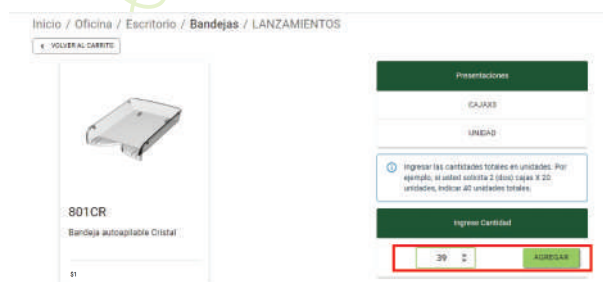 Inicio / Oficina / Escritorio / Bandejas / LANZAMIENTOS
VOLVER AL CARRITO
Presentaciones
CAJAX5
UNIDAD
Ingresar las cantidades totales en unidades. Por
ejemplo, si usted solicita 2 (dos) cajas X 20
unidades, indicar 40 unidades totales.
801CR
Bandeja autoapilable Cristal
$1
Ingrese Cantidad
39
AGREGAR